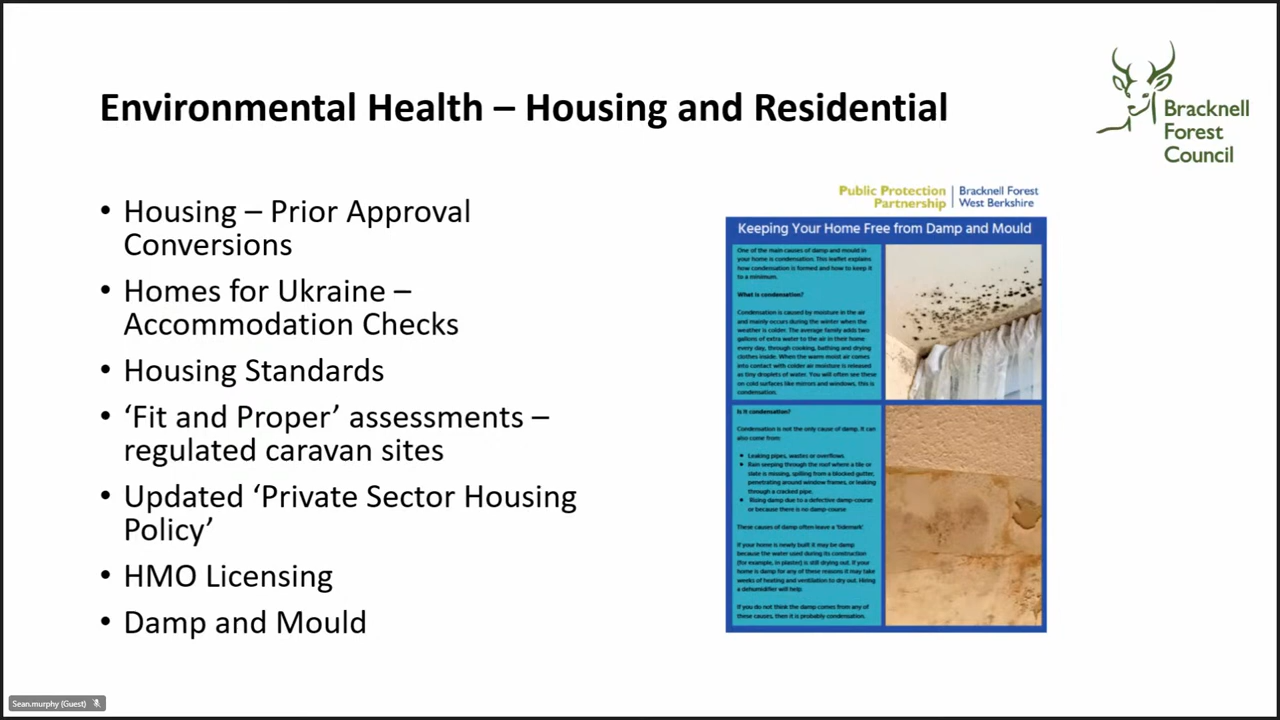 Environmental Health – Housing and Residential
Bracknell
Forest
Council
• Housing – Prior Approval
Conversions
• Homes for Ukraine –
Accommodation Checks
• Housing Standards
• ‘Fit and Proper’ assessments –
regulated caravan sites
• Updated ‘Private Sector Housing
Policy’
• HMO Licensing
• Damp and Mould
Public Protection
Partnership
Bracknell Forest
West Berkshire
Keeping Your Home Free from Damp and Mould
One of the main causes of damp and mould in
your home is condensation. This leaflet explains
how condensation is formed and how to keep it
to a minimum.
What is condensation?
Condensation is caused by moisture in the air
and mainly occurs during the winter when the
weather is colder. The average family adds two
gallons of extra water to the air in their home
every day, through cooking, bathing and drying
clothes inside. When the warm moist air comes
into contact with colder air moisture is released
as tiny droplets of water. You will often see these
on cold surfaces like mirrors and windows, this is
condensation.
Is it condensation?
Condensation is not the only cause of damp. It can
also come from:
• Leaking pipes, wastes or overflows.
• Rain seeping through the roof where a tile or
slate is missing, spilling from a blocked gutter,
penetrating around window frames, or leaking
through a cracked pipe.
• Rising damp due to a defective damp-course
or because there is no damp-course
These causes of damp often leave a 'tidemark'.
If your home is newly built it may be damp
because the water used during its construction
(for example, in plaster) is still drying out. If your
home is damp for any of these reasons it may take
weeks of heating and ventilation to dry out. Hiring
a dehumidifier will help.
If you do not think the damp comes from any of
these causes, then it is probably condensation.
Sean.murphy (Guest)